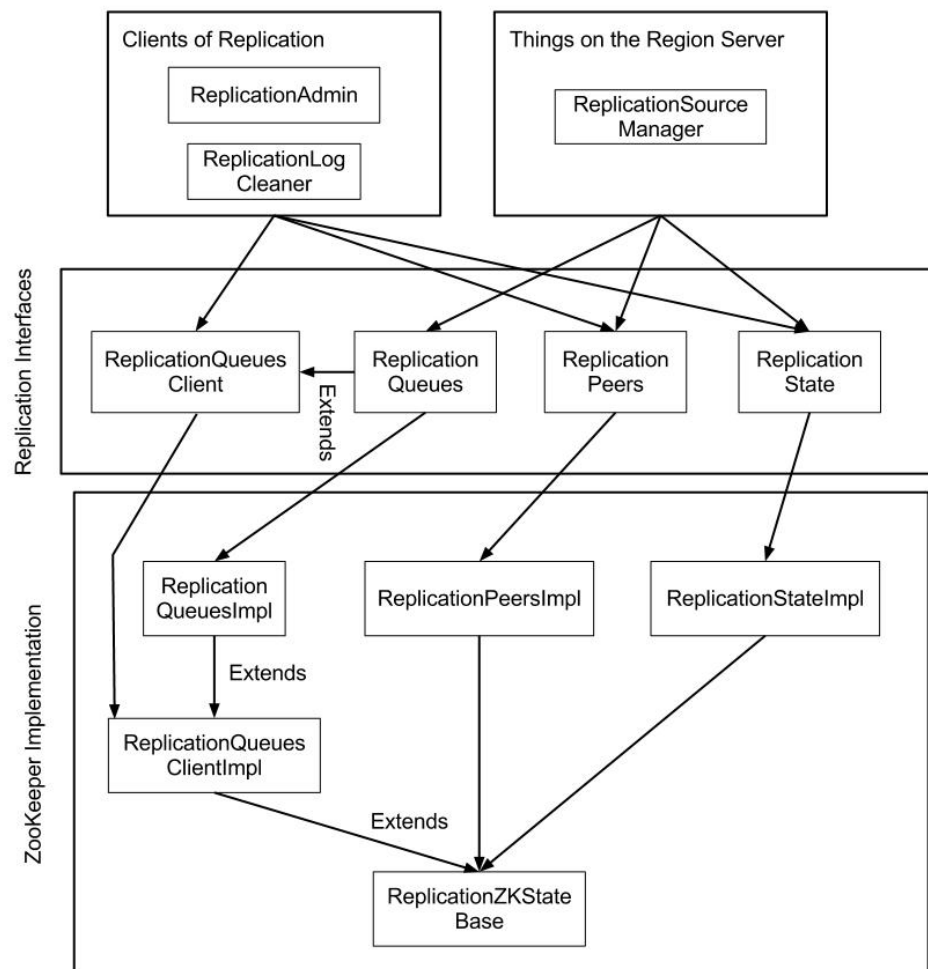 Clients of Replication
ReplicationAdmin
ReplicationLog
Cleaner
Things on the Region Server
ReplicationSource
Manager
Replication Interfaces
ReplicationQueues
Client
Extends
Replication
Queues
Replication
Peers
Replication
State
ZooKeeper Implementation
Replication
QueuesImpl
ReplicationPeersImpl
ReplicationStateImpl
Extends
ReplicationQueues
ClientImpl
Extends
ReplicationZKState
Base